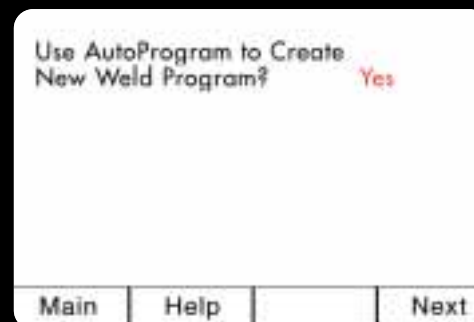 Use AutoProgram to Create
New Weld Program? Yes
Main Help Next